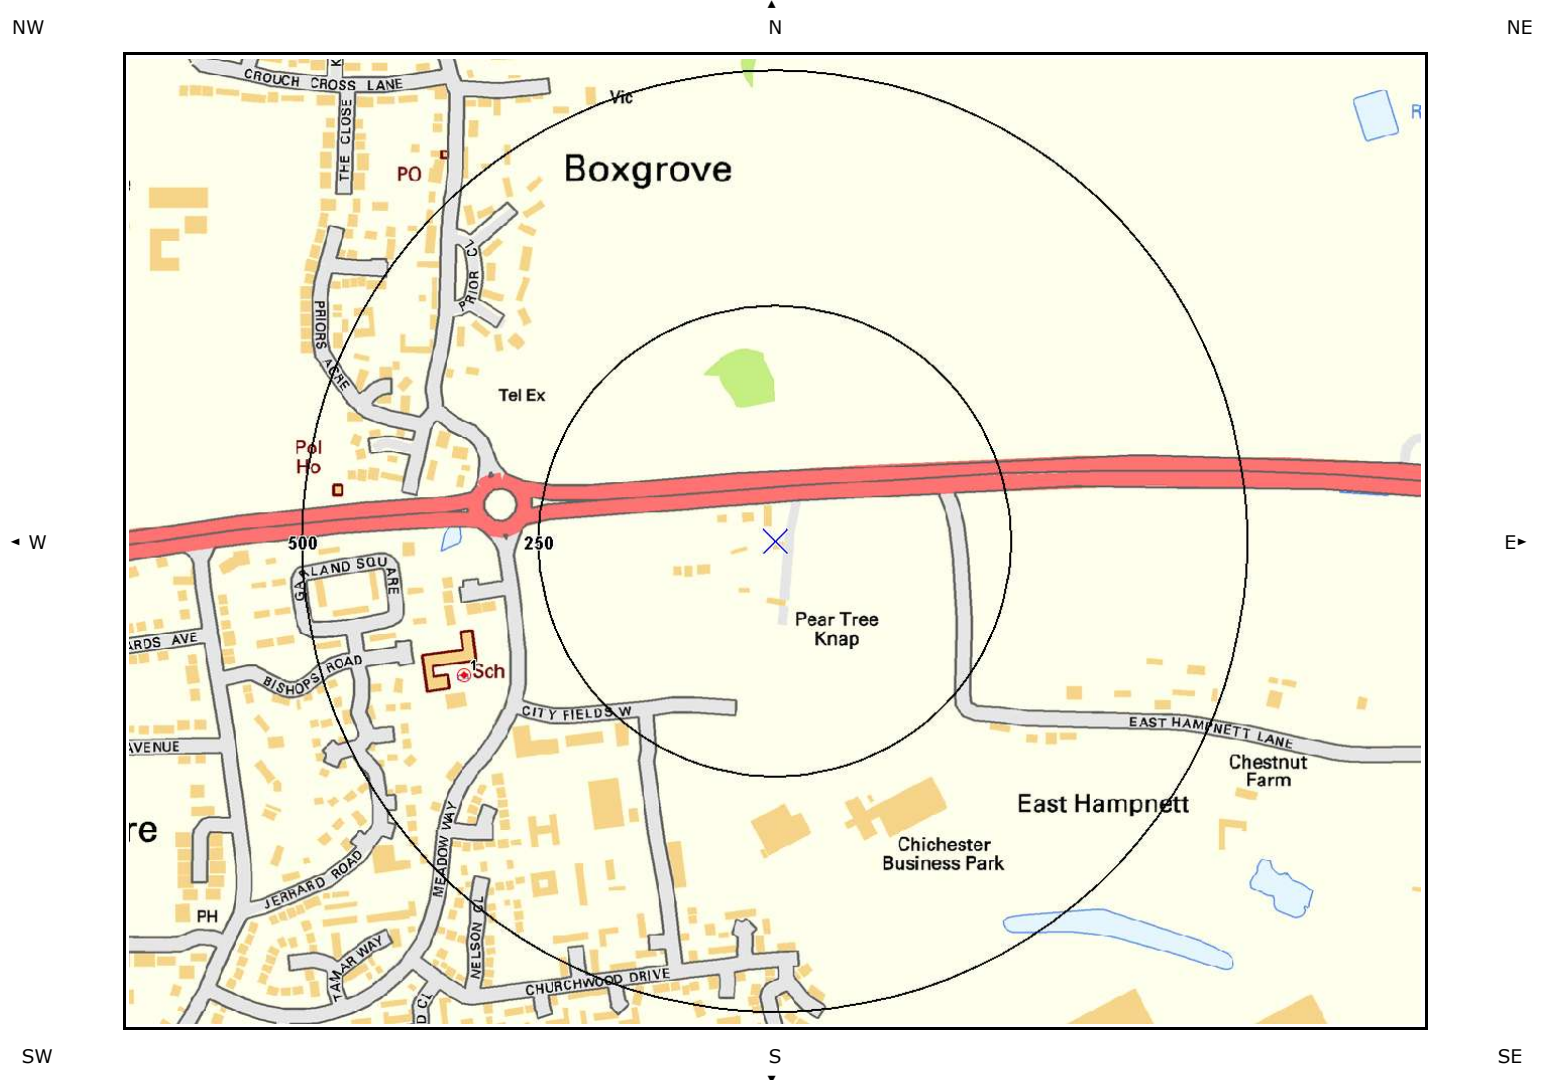 NW
N
NE
K
CROUCH CROSS LANE
Vic
THE CLOSE
R
PO
Boxgrove
PRIOR CL
PRIORS ACRE
Tel Ex
Pol
Ho
W
500
250
E
GARLAND SQUARE
ARDS AVE
Pear Tree
Knap
BISHOPS ROAD
1
Sch
CITY FIELDS W
AVENUE
EAST HAMPNETT LANE
Chestnut
Farm
East Hampnett
re
MEADOW WAY
Chichester
Business Park
JERRARD ROAD
PH
NELSON CL
TAMAR WAY
CHURCHWOOD DRIVE
D CL
SW
S
SE